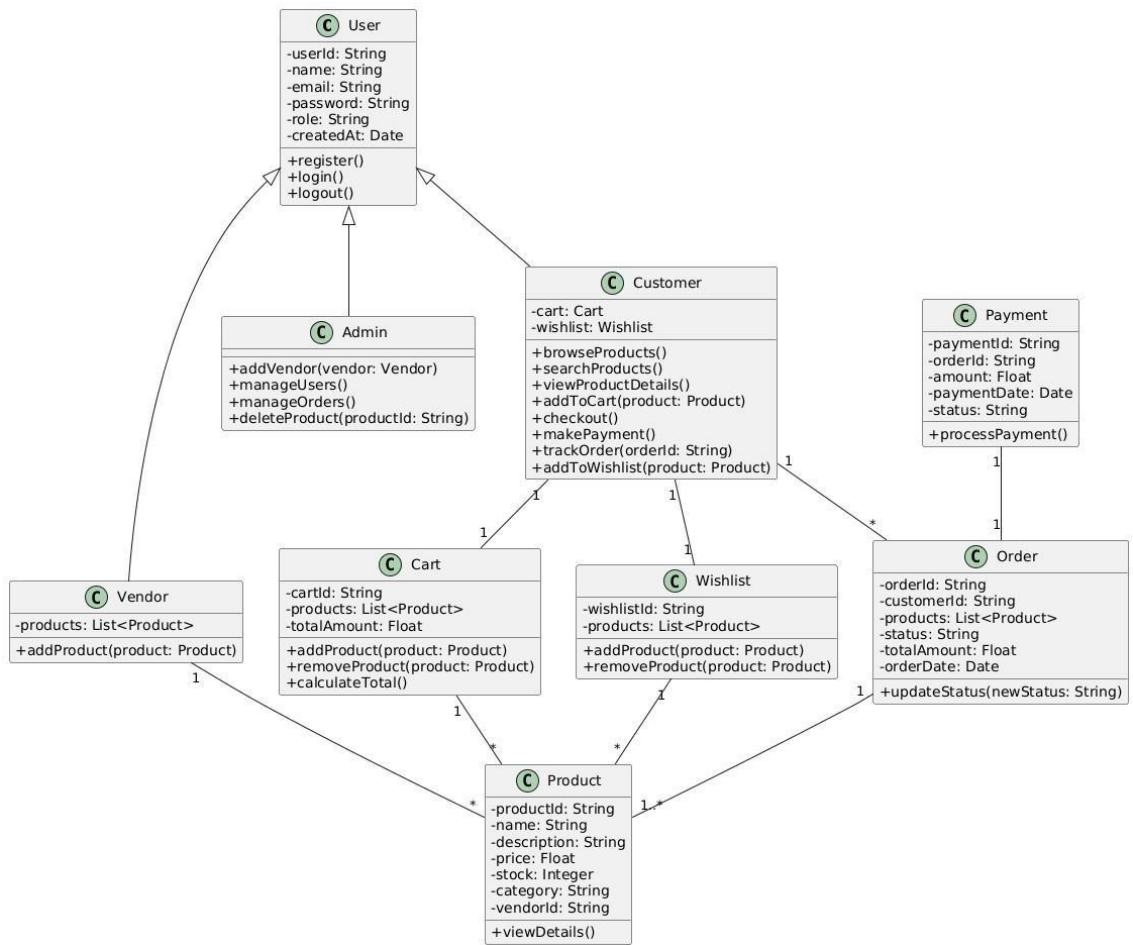 C User
-userId: String
-name: String
-email: String
-password: String
-role: String
-createdAt: Date
+register()
+login()
+logout()
C Admin
+addVendor(vendor: Vendor)
+manageUsers()
+manageOrders()
+deleteProduct(productId: String)
C Customer
-cart: Cart
-wishlist: Wishlist
+browseProducts()
+searchProducts()
+viewProductDetails()
+addToCart(product: Product)
+checkout()
+makePayment()
+trackOrder(orderId: String)
+addToWishlist(product: Product)
C Payment
-paymentId: String
-orderId: String
-amount: Float
-paymentDate: Date
-status: String
+processPayment()
1
1
1
1
1
1
*
1
C Vendor
-products: List<Product>
+addProduct(product: Product)
C Cart
-cartId: String
-products: List<Product>
-totalAmount: Float
+addProduct(product: Product)
+removeProduct(product: Product)
+calculateTotal()
C Wishlist
-wishlistId: String
-products: List<Product>
+addProduct(product: Product)
+removeProduct(product: Product)
C Order
-orderId: String
-customerId: String
-products: List<Product>
-status: String
-totalAmount: Float
-orderDate: Date
+updateStatus(newStatus: String)
1
1
1
1
*
*
*
1..*
C Product
-productId: String
-name: String
-description: String
-price: Float
-stock: Integer
-category: String
-vendorId: String
+viewDetails()